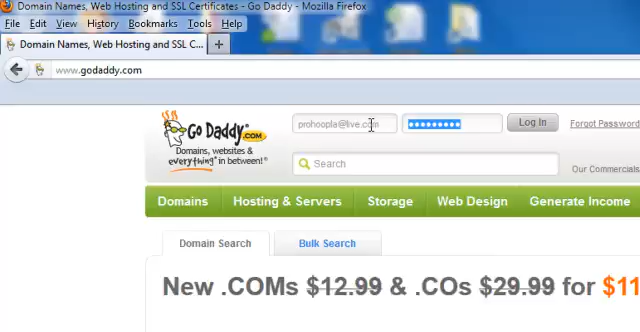 Domain Names, Web Hosting and SSL Certificates - Go Daddy - Mozilla Firefox
File Edit View History Bookmarks Tools Help
Domain Names, Web Hosting and SSL C... +
www.godaddy.com
Go Daddy .COM
Domains, websites &
everything* in between!®
prohoopla@live.com ●●●●●●●●● Log In Forgot Password
Search
Our Commercials
Domains Hosting & Servers Storage Web Design Generate Income
Domain Search Bulk Search
New .COMs $12.99 & .COs $29.99 for $11